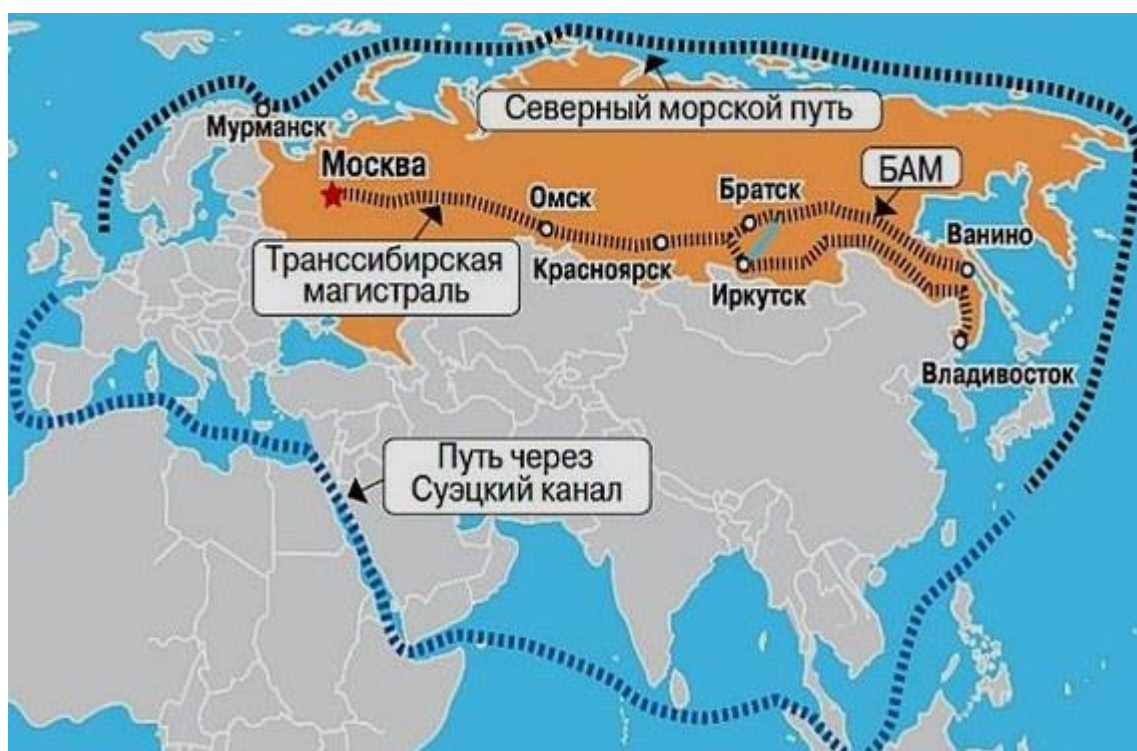 Северный морской путь
Мурманск
Москва
Омск
Братск
БАМ
Ванино
Транссибирская
магистраль
Красноярск
Иркутск
Владивосток
Путь через
Суэцкий канал